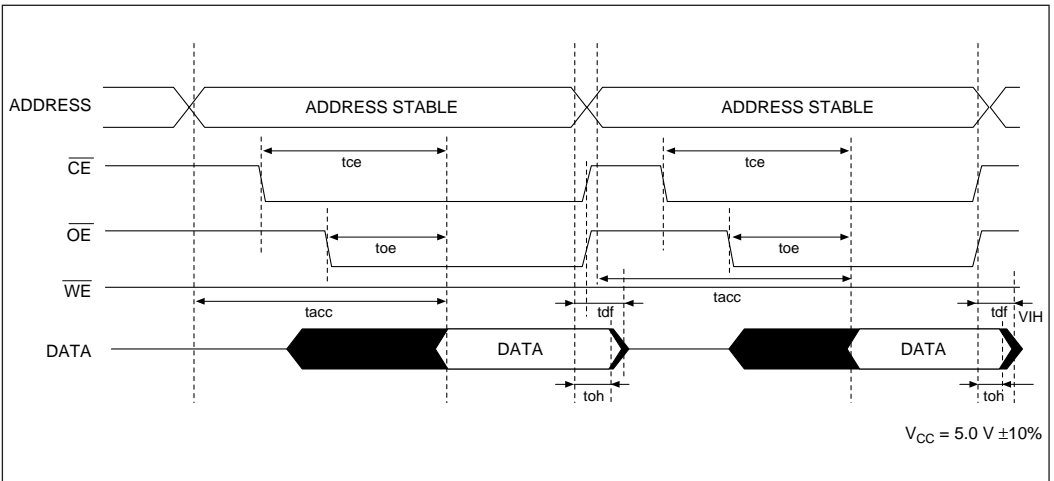 ADDRESS
ADDRESS STABLE
ADDRESS STABLE
CE
tce
tce
OE
toe
toe
WE
tacc
tdf
tacc
tdf
VIH
DATA
DATA
DATA
toh
toh
VCC = 5.0 V ±10%